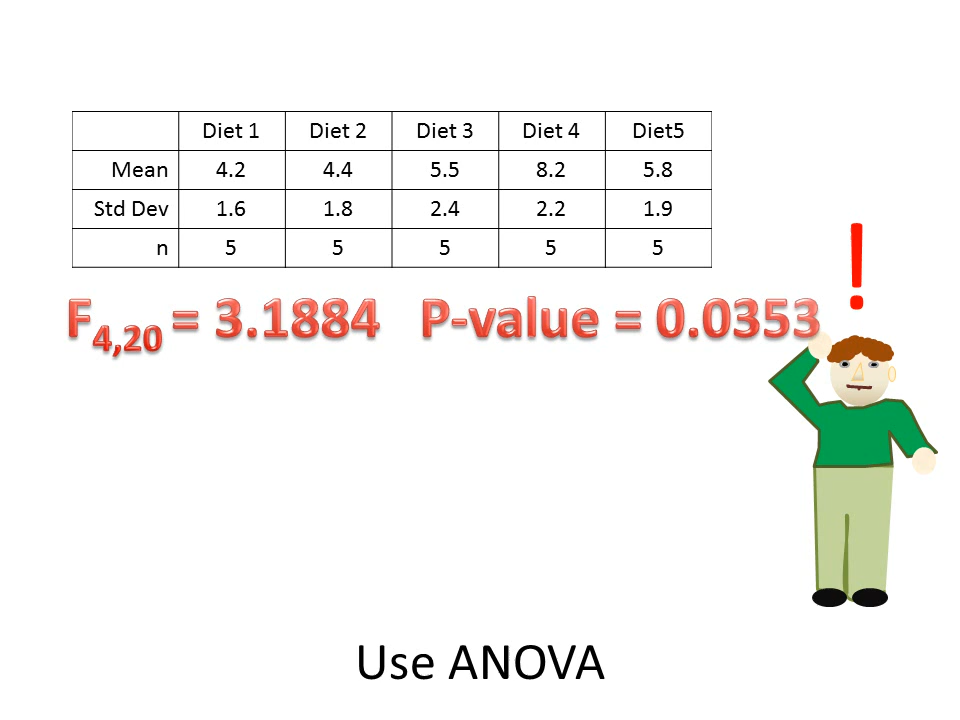 Diet 1 Diet 2 Diet 3 Diet 4 Diet5
Mean 4.2 4.4 5.5 8.2 5.8
Std Dev 1.6 1.8 2.4 2.2 1.9
n 5 5 5 5 5
!
F4,20 = 3.1884 P-value = 0.0353
Use ANOVA